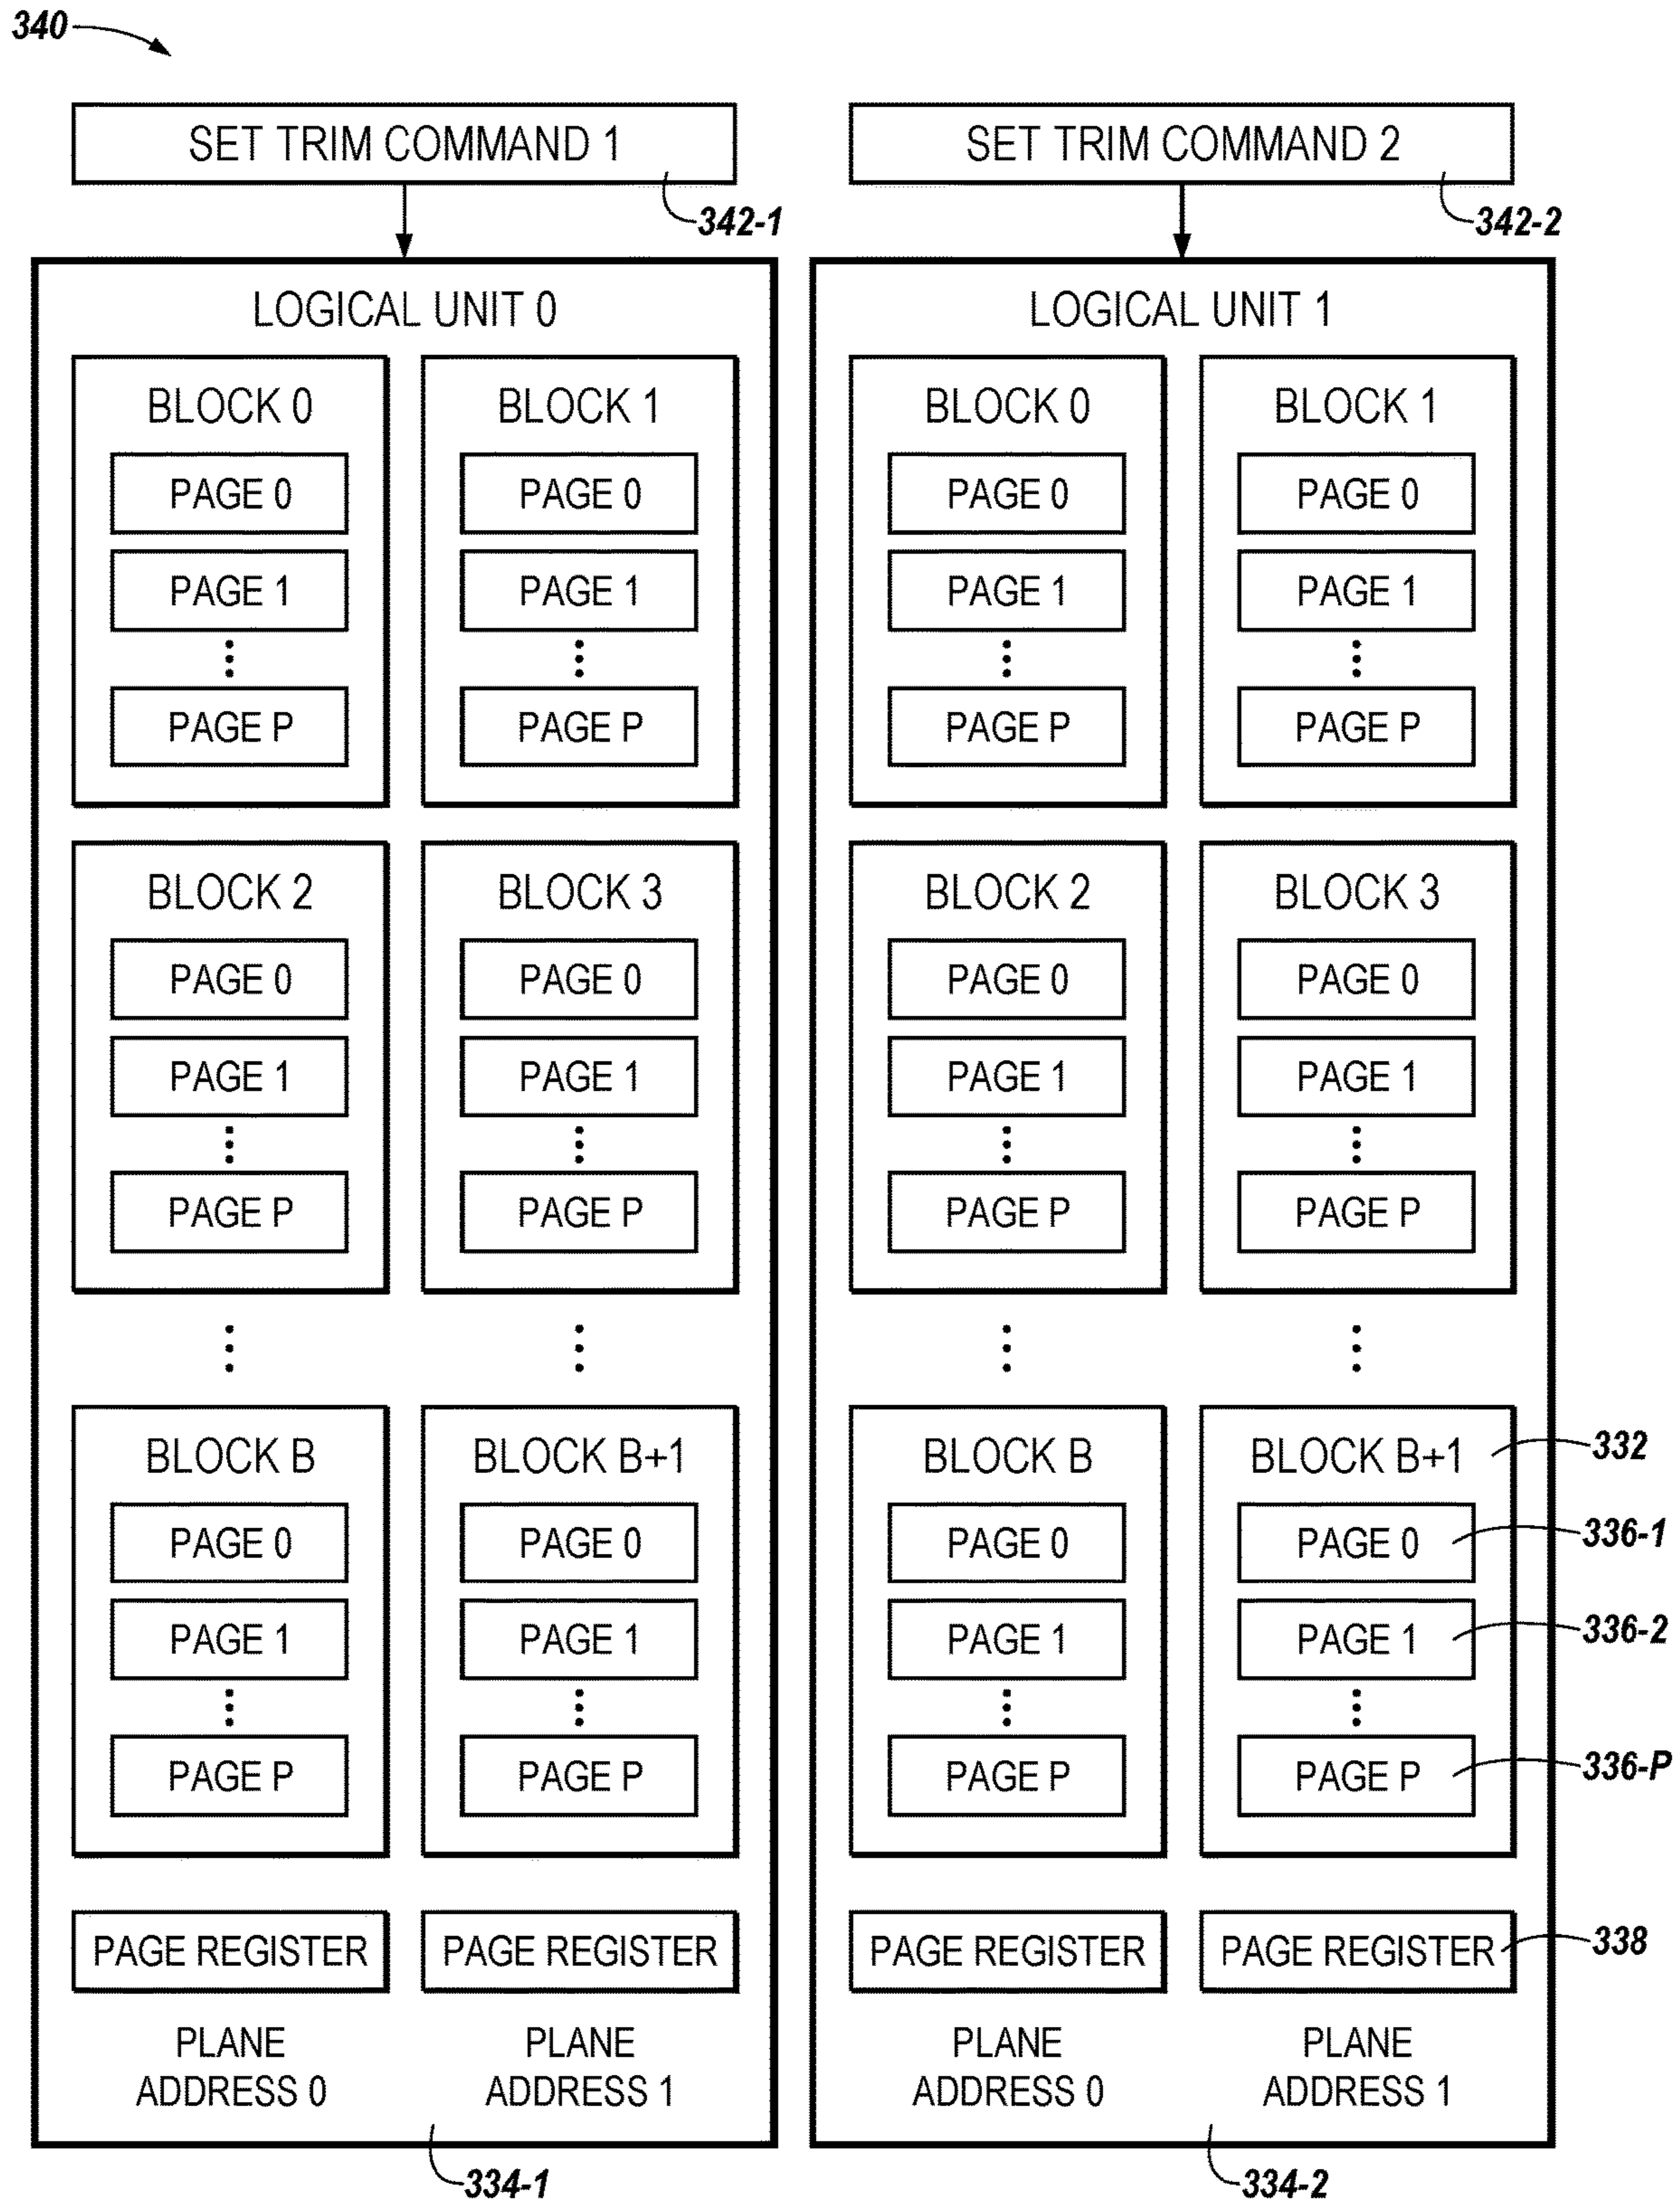 340
SET TRIM COMMAND 1
342-1
SET TRIM COMMAND 2
342-2
LOGICAL UNIT 0
BLOCK 0
PAGE 0
PAGE 1
PAGE P
BLOCK 1
PAGE 0
PAGE 1
PAGE P
BLOCK 2
PAGE 0
PAGE 1
PAGE P
BLOCK 3
PAGE 0
PAGE 1
PAGE P
BLOCK B
PAGE 0
PAGE 1
PAGE P
BLOCK B+1
PAGE 0
PAGE 1
PAGE P
PAGE REGISTER
PAGE REGISTER
PLANE
ADDRESS 0
PLANE
ADDRESS 1
334-1
LOGICAL UNIT 1
BLOCK 0
PAGE 0
PAGE 1
PAGE P
BLOCK 1
PAGE 0
PAGE 1
PAGE P
BLOCK 2
PAGE 0
PAGE 1
PAGE P
BLOCK 3
PAGE 0
PAGE 1
PAGE P
BLOCK B
PAGE 0
PAGE 1
PAGE P
BLOCK B+1
332
PAGE 0
336-1
PAGE 1
336-2
PAGE P
336-P
PAGE REGISTER
PAGE REGISTER
338
PLANE
ADDRESS 0
PLANE
ADDRESS 1
334-2